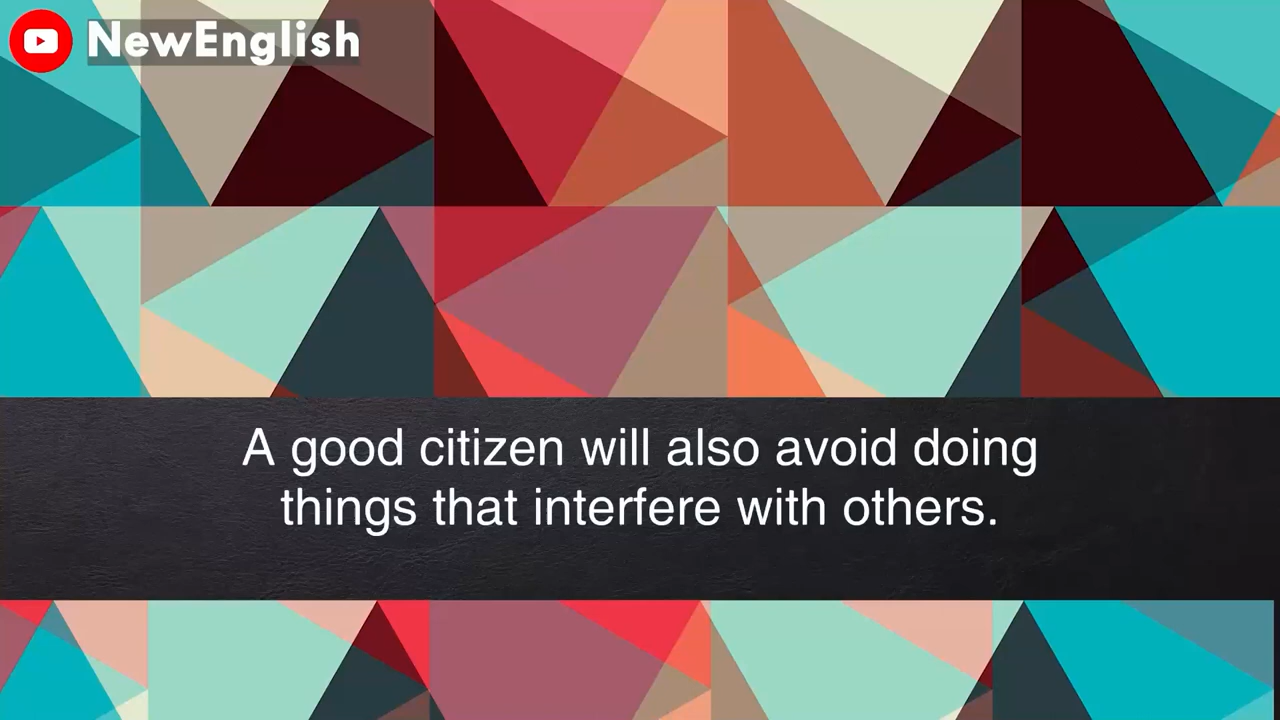 NewEnglish
A good citizen will also avoid doing
things that interfere with others.